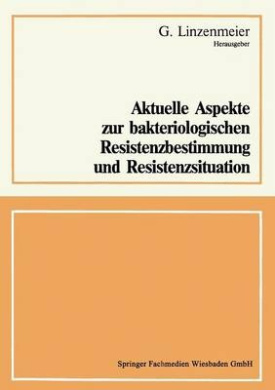 G. Linzenmeier
Herausgeber
Aktuelle Aspekte
zur bakteriologischen
Resistenzbestimmung
und Resistenzsituation
Springer Fachmedien Wiesbaden GmbH